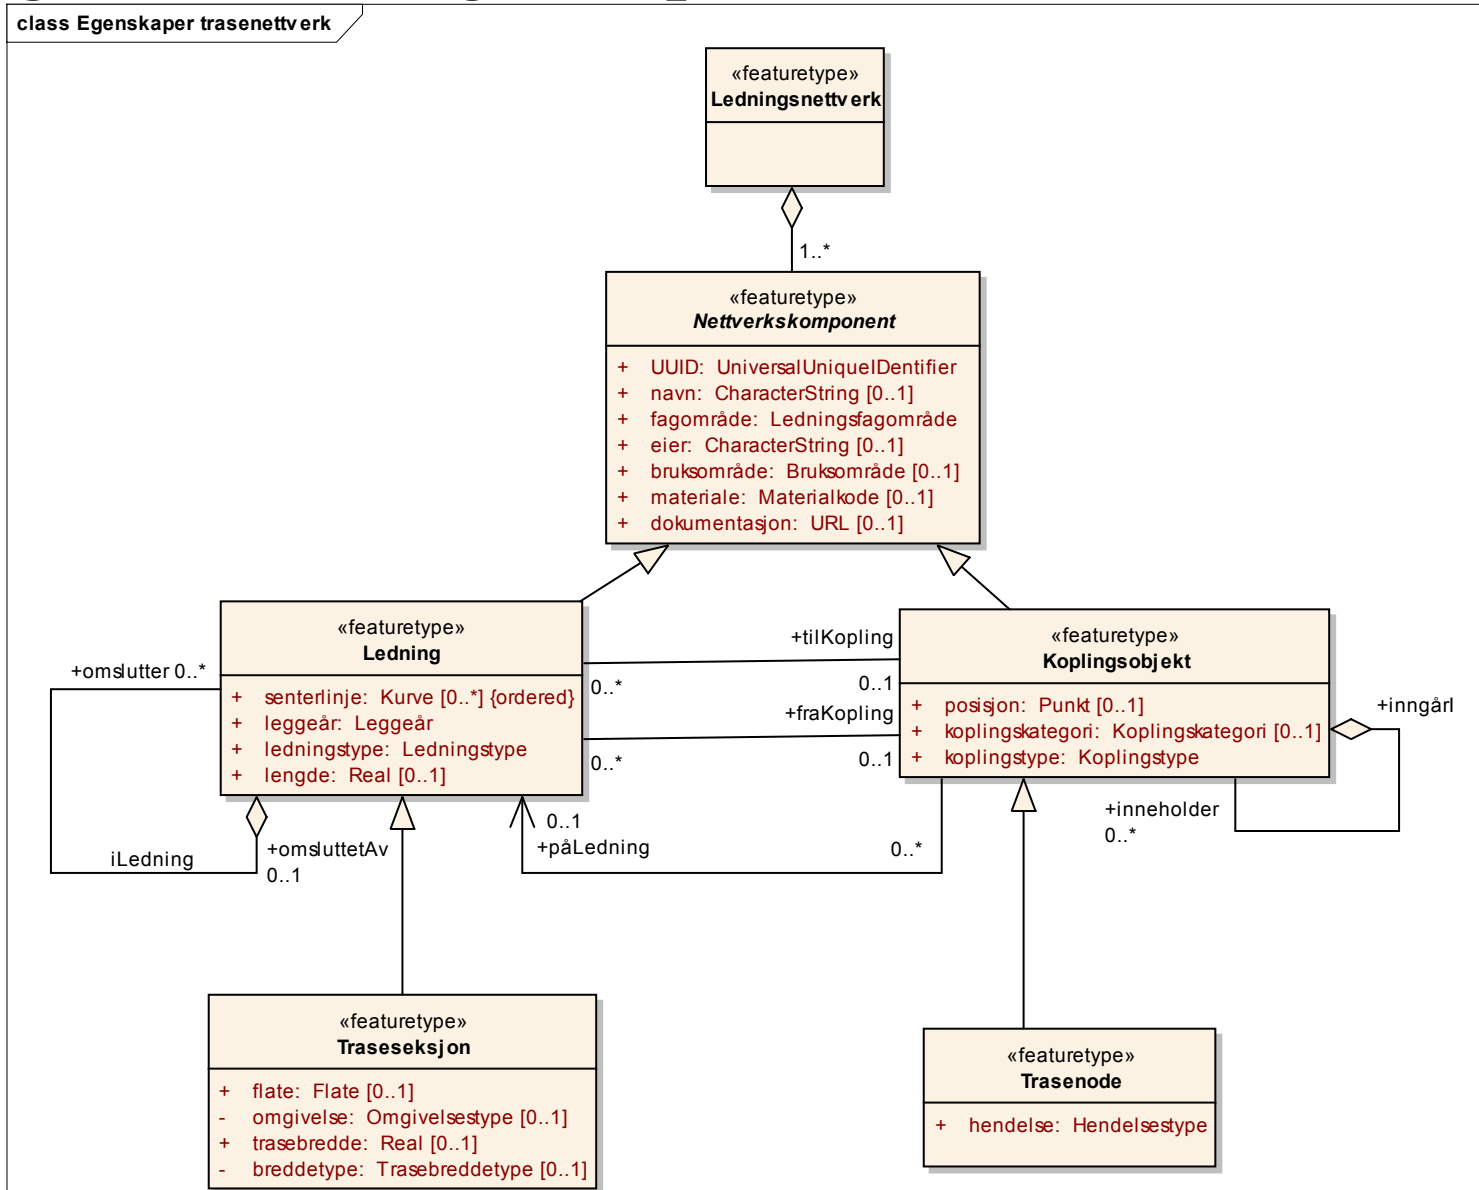 class Egenskaper trasenettverk
«featuretype»
Ledningsnettverk
1..*
«featuretype»
Nettverkskomponent
+ UUID: UniversalUniqueIDentifier
+ navn: CharacterString [0..1]
+ fagområde: Ledningsfagområde
+ eier: CharacterString [0..1]
+ bruksområde: Bruksområde [0..1]
+ materiale: Materialkode [0..1]
+ dokumentasjon: URL [0..1]
«featuretype»
Ledning
+ senterlinje: Kurve [0..*] {ordered}
+ leggeår: Leggeår
+ ledningstype: Ledningstype
+ lengde: Real [0..1]
+omslutter 0..*
iLedning
+omsluttetAv
0..1
+tilKopling
0..*
0..1
+fraKopling
0..*
0..1
0..1
+påLedning
0..*
«featuretype»
Koplingsobjekt
+ posisjon: Punkt [0..1]
+ koplingskategori: Koplingskategori [0..1]
+ koplingstype: Koplingstype
+inngårI
+inneholder
0..*
«featuretype»
Traseseksjon
+ flate: Flate [0..1]
- omgivelse: Omgivelsestype [0..1]
+ trasebredde: Real [0..1]
- breddetype: Trasebreddetype [0..1]
«featuretype»
Trasenode
+ hendelse: Hendelsestype